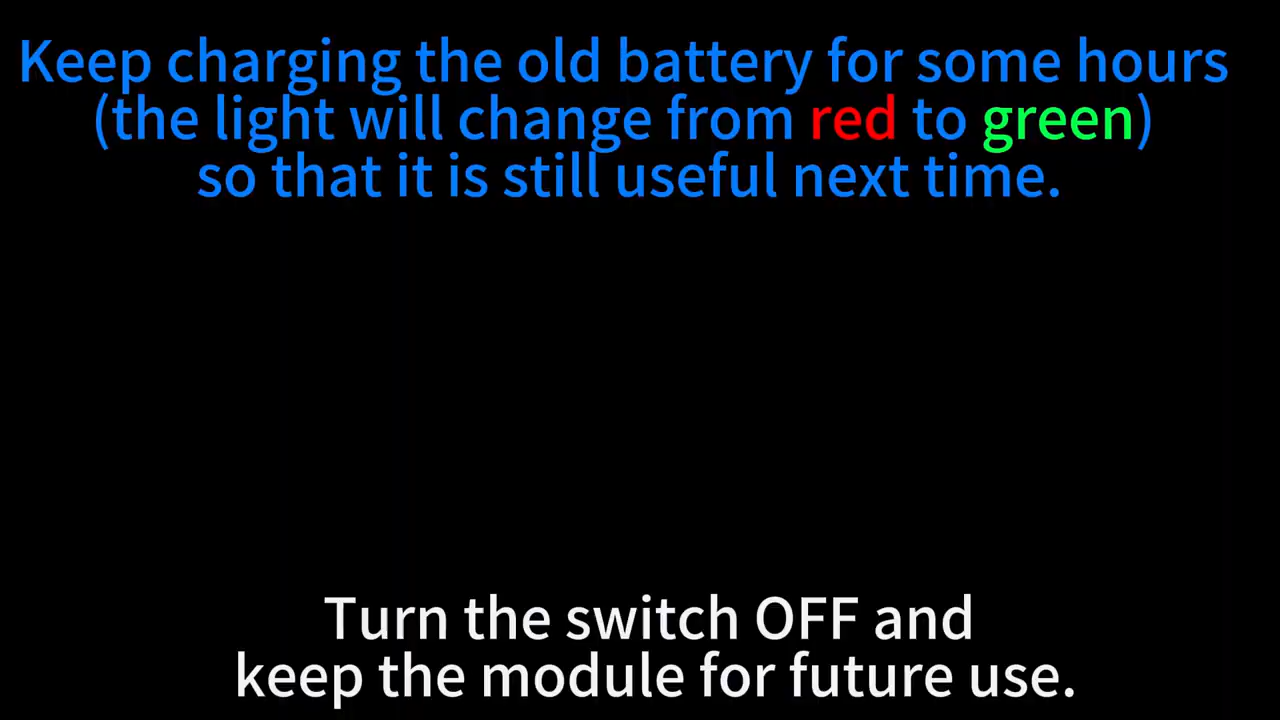 Keep charging the old battery for some hours
(the light will change from red to green)
so that it is still useful next time.
Turn the switch OFF and
keep the module for future use.